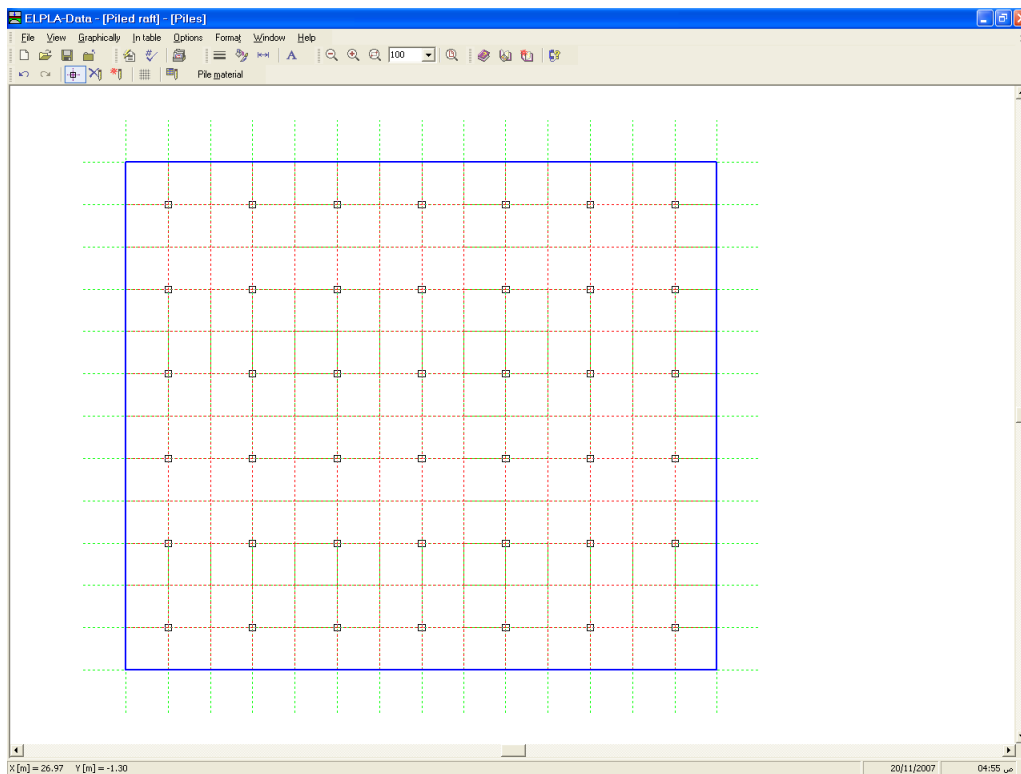 ELPLA-Data - [Piled raft] - [Piles]
File View Graphically In table Options Format Window Help
A 100
Pile material
X [m] = 26.97 Y [m] = -1.30 20/11/2007 04:55 ص